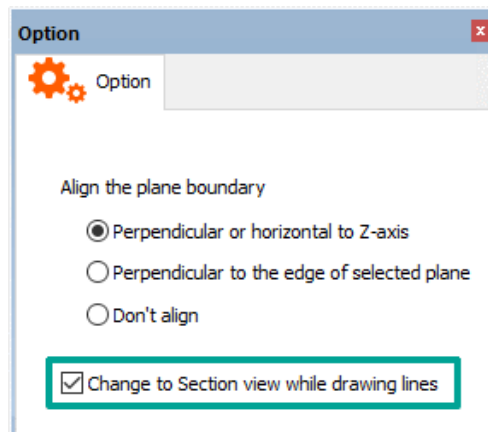 Option
Option
Align the plane boundary
Perpendicular or horizontal to Z-axis
Perpendicular to the edge of selected plane
Don't align
Change to Section view while drawing lines